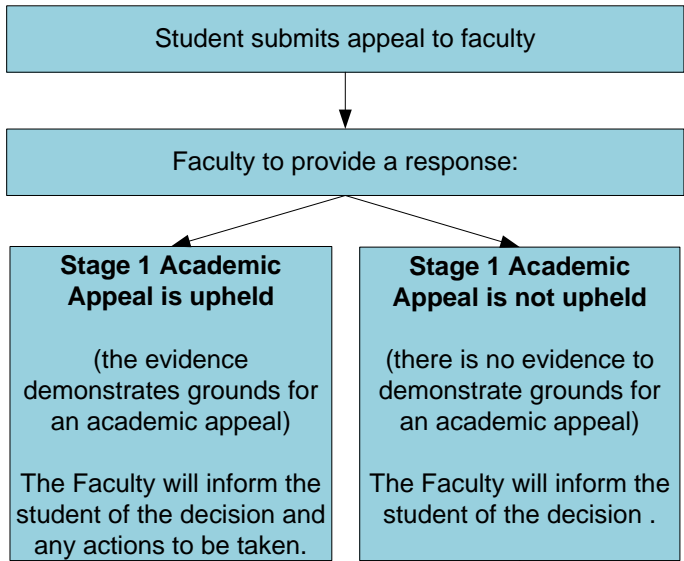 Student submits appeal to faculty
Faculty to provide a response:
Stage 1 Academic
Appeal is upheld
(the evidence
demonstrates grounds for
an academic appeal)
The Faculty will inform the
student of the decision and
any actions to be taken.
Stage 1 Academic
Appeal is not upheld
(there is no evidence to
demonstrate grounds for
an academic appeal)
The Faculty will inform the
student of the decision .